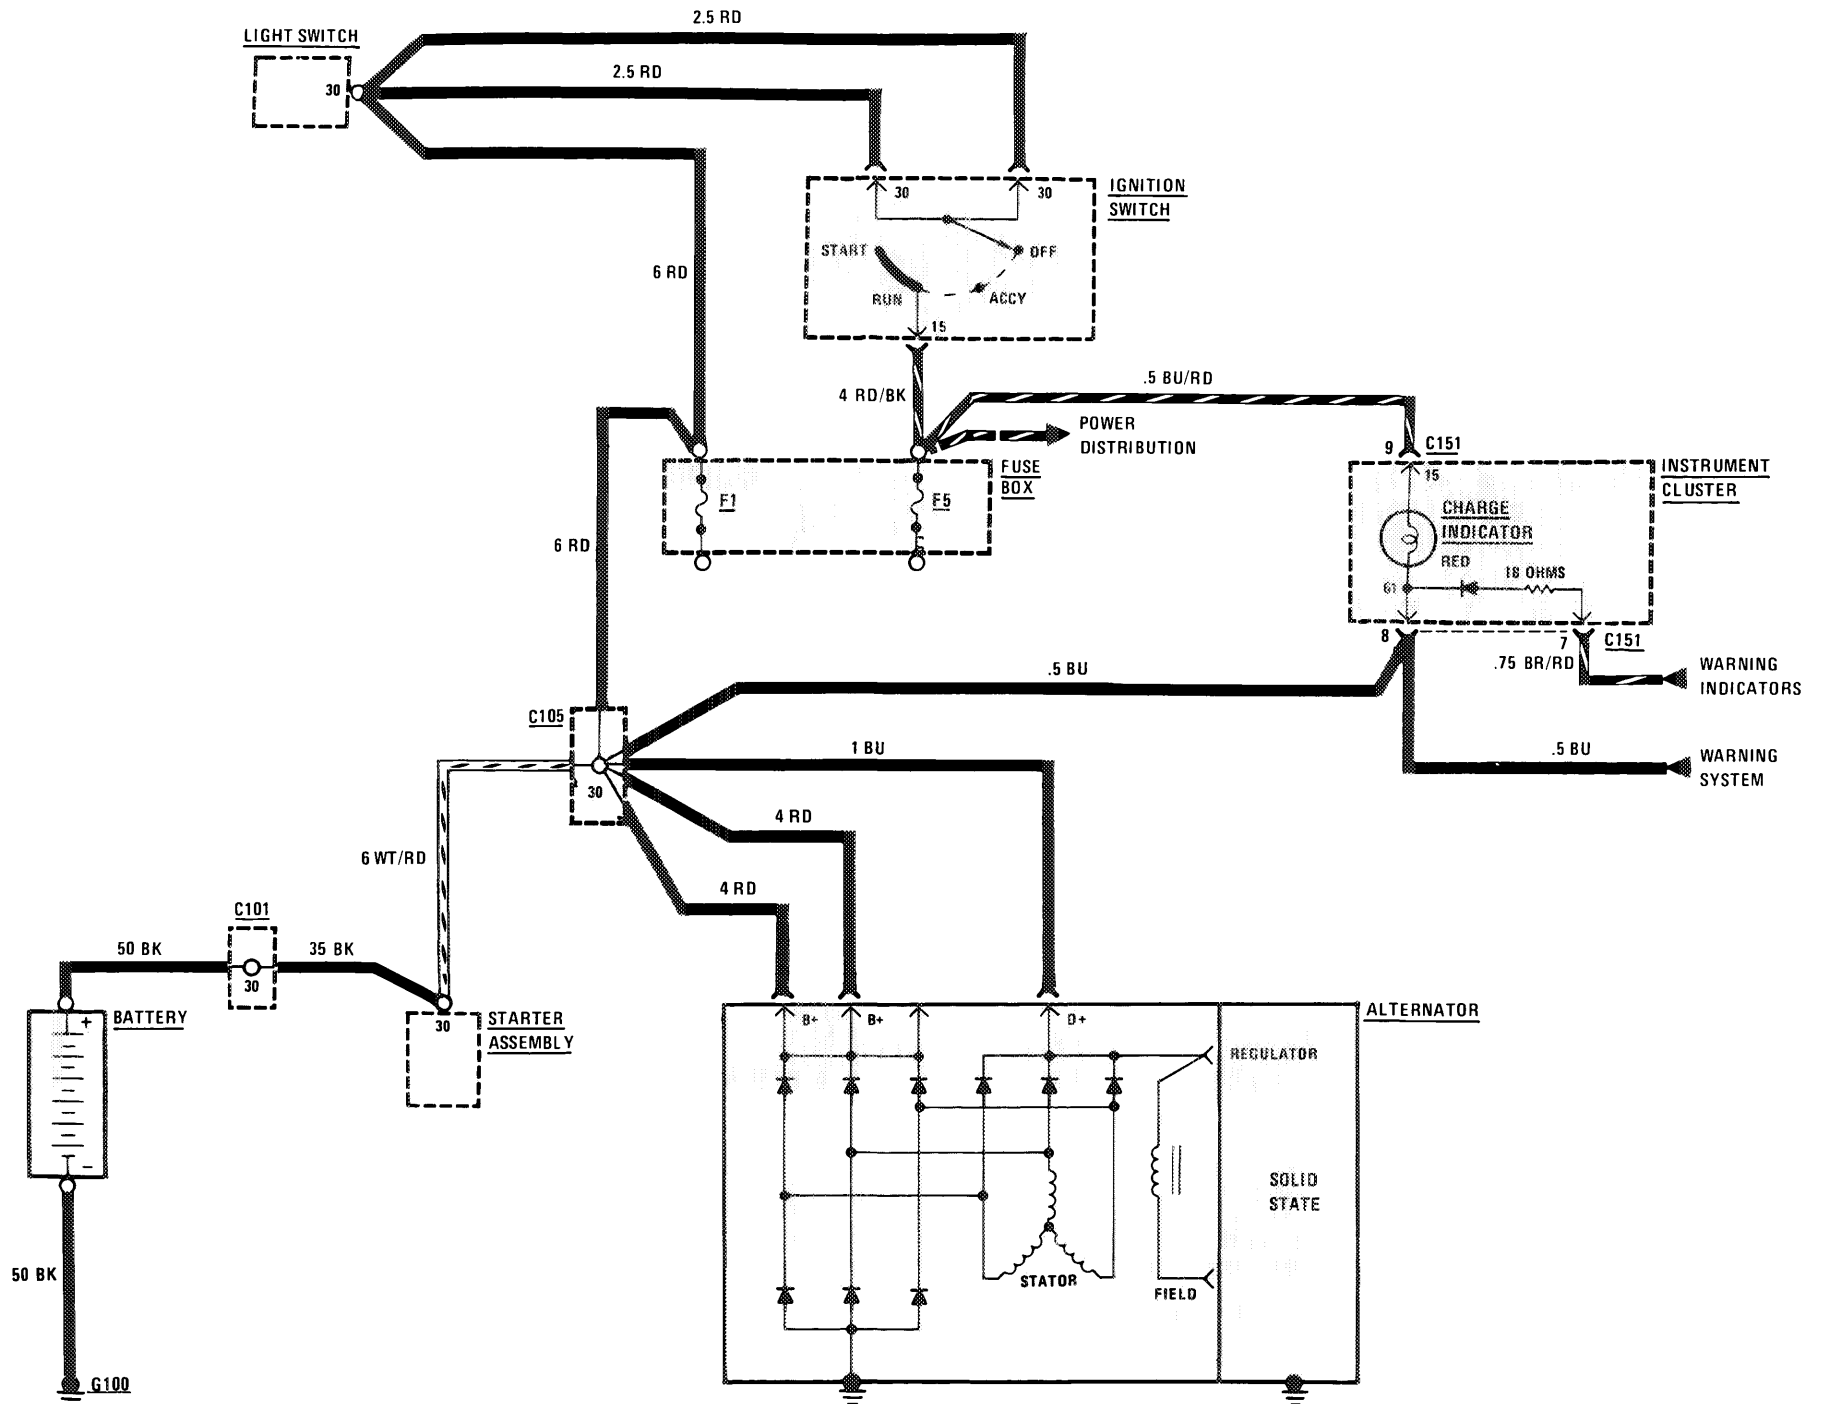 2.5 RD
LIGHT SWITCH
30
2.5 RD
IGNITION
SWITCH
30
30
START
OFF
RUN
ACCY
15
6 RD
4 RD/BK
.5 BU/RD
POWER
DISTRIBUTION
9
C151
FUSE
BOX
F1
F5
INSTRUMENT
CLUSTER
15
CHARGE
INDICATOR
RED
18 OHMS
61
6 RD
8
7
C151
.75 BR/RD
WARNING
INDICATORS
.5 BU
C105
30
1 BU
.5 BU
WARNING
SYSTEM
4 RD
4 RD
6 WT/RD
C101
50 BK
35 BK
30
BATTERY
+
−
30
STARTER
ASSEMBLY
B+
B+
D+
ALTERNATOR
REGULATOR
SOLID
STATE
STATOR
FIELD
50 BK
G100